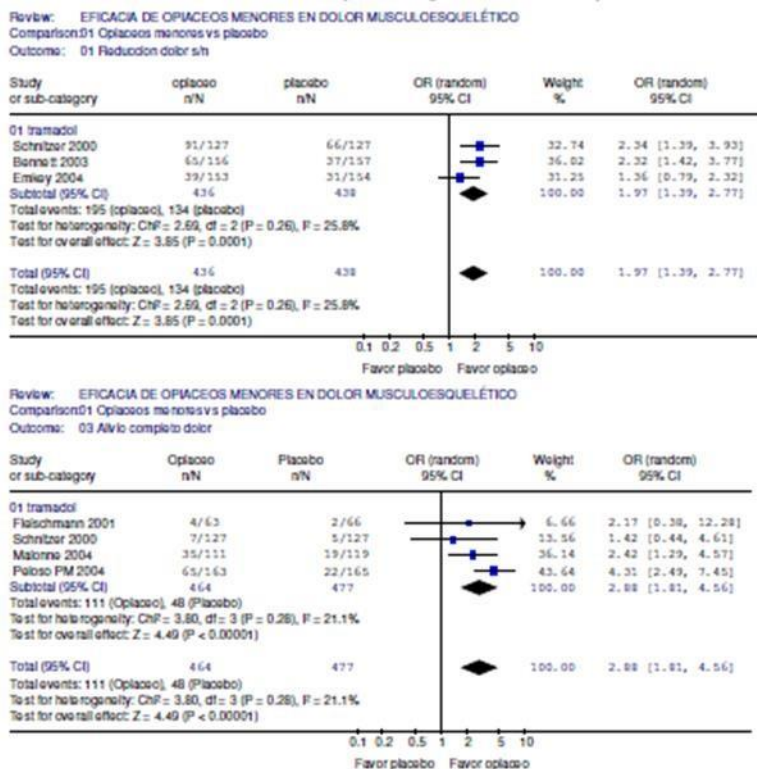 Review: EFICACIA DE OPIACEOS MENORES EN DOLOR MUSCULOESQUELÉTICO
Comparison:01 Opiaceos menores vs placebo
Outcome: 01 Reduccion dolor s/n
Study or sub-category opiaceo n/N placebo n/N OR (random) 95% CI Weight % OR (random) 95% CI
01 tramadol
Schnitzer 2000 91/127 66/127 32.74 2.34 [1.39, 3.93]
Bennett 2003 65/156 37/157 36.02 2.32 [1.42, 3.77]
Emkey 2004 39/153 31/154 31.25 1.36 [0.79, 2.32]
Subtotal (95% CI) 436 438 100.00 1.97 [1.39, 2.77]
Total events: 195 (opiaceo), 134 (placebo)
Test for heterogeneity: Chi² = 2.69, df = 2 (P = 0.26), I² = 25.8%
Test for overall effect: Z = 3.85 (P = 0.0001)
Total (95% CI) 436 438 100.00 1.97 [1.39, 2.77]
Total events: 195 (opiaceo), 134 (placebo)
Test for heterogeneity: Chi² = 2.69, df = 2 (P = 0.26), I² = 25.8%
Test for overall effect: Z = 3.85 (P = 0.0001)
0.1 0.2 0.5 1 2 5 10
Favor placebo Favor opiaceo
Review: EFICACIA DE OPIACEOS MENORES EN DOLOR MUSCULOESQUELÉTICO
Comparison:01 Opiaceos menores vs placebo
Outcome: 03 Alivio completo dolor
Study or sub-category Opiaceo n/N Placebo n/N OR (random) 95% CI Weight % OR (random) 95% CI
01 tramadol
Fleischmann 2001 4/63 2/66 6.66 2.17 [0.38, 12.28]
Schnitzer 2000 7/127 5/127 13.56 1.42 [0.44, 4.61]
Malonne 2004 35/111 19/119 36.14 2.42 [1.29, 4.57]
Peloso PM 2004 65/163 22/165 43.64 4.31 [2.49, 7.45]
Subtotal (95% CI) 464 477 100.00 2.88 [1.81, 4.56]
Total events: 111 (Opiaceo), 48 (Placebo)
Test for heterogeneity: Chi² = 3.80, df = 3 (P = 0.28), I² = 21.1%
Test for overall effect: Z = 4.49 (P < 0.00001)
Total (95% CI) 464 477 100.00 2.88 [1.81, 4.56]
Total events: 111 (Opiaceo), 48 (Placebo)
Test for heterogeneity: Chi² = 3.80, df = 3 (P = 0.28), I² = 21.1%
Test for overall effect: Z = 4.49 (P < 0.00001)
0.1 0.2 0.5 1 2 5 10
Favor placebo Favor opiaceo